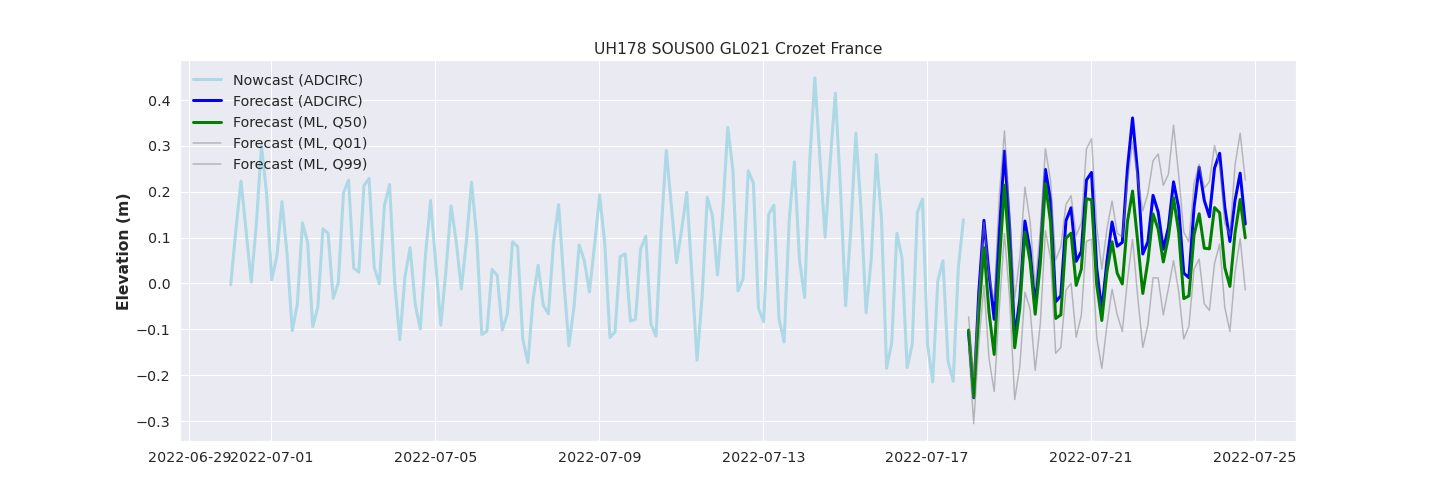 UH178 SOUS00 GL021 Crozet France
Nowcast (ADCIRC)
Forecast (ADCIRC)
Forecast (ML, Q50)
Forecast (ML, Q01)
Forecast (ML, Q99)
Elevation (m)
0.4
0.3
0.2
0.1
0.0
−0.1
−0.2
−0.3
2022-06-29 2022-07-01 2022-07-05 2022-07-09 2022-07-13 2022-07-17 2022-07-21 2022-07-25